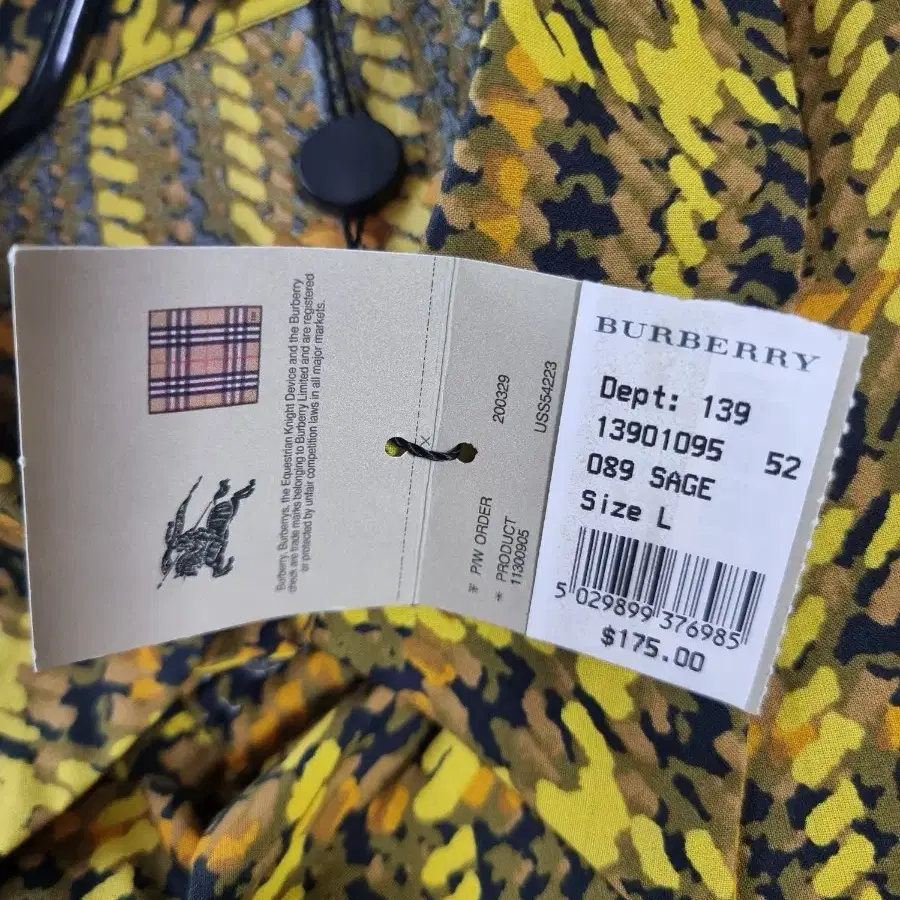 Burberry, Burberrys, the Equestrian Knight Device and the Burberry
check are trade marks belonging to Burberry Limited and are registered
or protected by unfair competition laws in all major markets.
200329
USS54223
* P/W ORDER
* PRODUCT
11300905
BURBERRY
Dept: 139
13901095 52
089 SAGE
Size L
5 029899 376985
$175.00